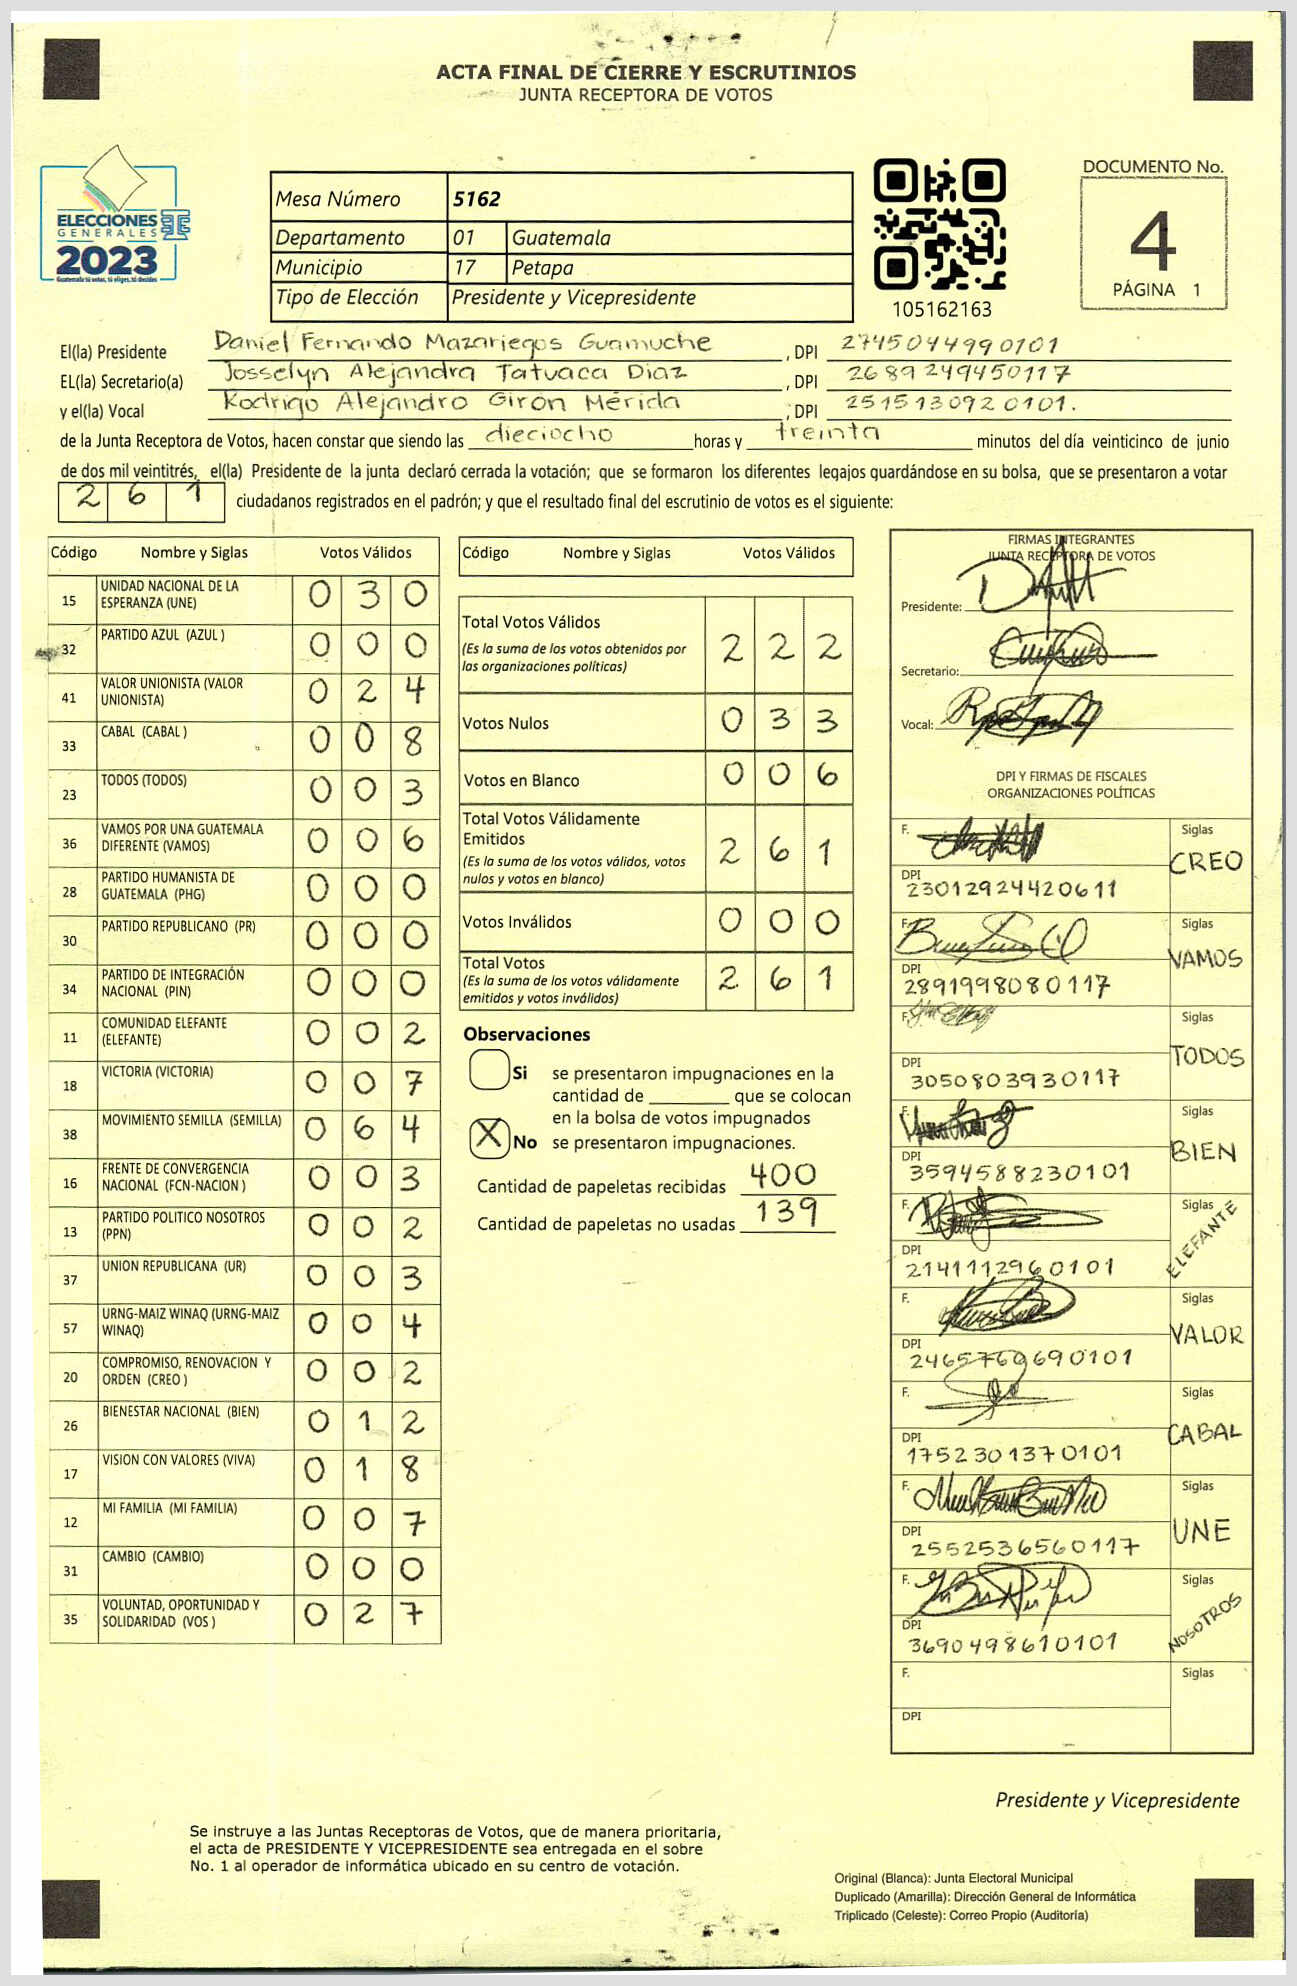 ACTA FINAL DE CIERRE Y ESCRUTINIOS
JUNTA RECEPTORA DE VOTOS
ELECCIONES
GENERALES
2023
Guatemala tú votas, tú eliges, tú decides
Mesa Número 5162
Departamento 01 Guatemala
Municipio 17 Petapa
Tipo de Elección Presidente y Vicepresidente
105162163
DOCUMENTO No.
4
PÁGINA 1
El(la) Presidente Daniel Fernando Mazariegos Guamuche, DPI 2745044990101
EL(la) Secretario(a) Josselyn Alejandra Tatuaca Diaz, DPI 2689249450117
y el(la) Vocal Rodrigo Alejandro Girón Mérida, DPI 2515130920101.
de la Junta Receptora de Votos, hacen constar que siendo las dieciocho horas y treinta minutos del día veinticinco de junio
de dos mil veintitrés, el(la) Presidente de la junta declaró cerrada la votación; que se formaron los diferentes legajos guardándose en su bolsa, que se presentaron a votar
2 6 1 ciudadanos registrados en el padrón; y que el resultado final del escrutinio de votos es el siguiente:
Código Nombre y Siglas Votos Válidos
15 UNIDAD NACIONAL DE LA ESPERANZA (UNE) 0 3 0
32 PARTIDO AZUL (AZUL ) 0 0 0
41 VALOR UNIONISTA (VALOR UNIONISTA) 0 2 4
33 CABAL (CABAL ) 0 0 8
23 TODOS (TODOS) 0 0 3
36 VAMOS POR UNA GUATEMALA DIFERENTE (VAMOS) 0 0 6
28 PARTIDO HUMANISTA DE GUATEMALA (PHG) 0 0 0
30 PARTIDO REPUBLICANO (PR) 0 0 0
34 PARTIDO DE INTEGRACIÓN NACIONAL (PIN) 0 0 0
11 COMUNIDAD ELEFANTE (ELEFANTE) 0 0 2
18 VICTORIA (VICTORIA) 0 0 7
38 MOVIMIENTO SEMILLA (SEMILLA) 0 6 4
16 FRENTE DE CONVERGENCIA NACIONAL (FCN-NACION ) 0 0 3
13 PARTIDO POLITICO NOSOTROS (PPN) 0 0 2
37 UNION REPUBLICANA (UR) 0 0 3
57 URNG-MAIZ WINAQ (URNG-MAIZ WINAQ) 0 0 4
20 COMPROMISO, RENOVACION Y ORDEN (CREO ) 0 0 2
26 BIENESTAR NACIONAL (BIEN) 0 1 2
17 VISION CON VALORES (VIVA) 0 1 8
12 MI FAMILIA (MI FAMILIA) 0 0 7
31 CAMBIO (CAMBIO) 0 0 0
35 VOLUNTAD, OPORTUNIDAD Y SOLIDARIDAD (VOS ) 0 2 7
Código Nombre y Siglas Votos Válidos
Total Votos Válidos
(Es la suma de los votos obtenidos por
las organizaciones políticas) 2 2 2
Votos Nulos 0 3 3
Votos en Blanco 0 0 6
Total Votos Válidamente
Emitidos
(Es la suma de los votos válidos, votos
nulos y votos en blanco) 2 6 1
Votos Inválidos 0 0 0
Total Votos
(Es la suma de los votos válidamente
emitidos y votos inválidos) 2 6 1
Observaciones
Si se presentaron impugnaciones en la
cantidad de ________ que se colocan
en la bolsa de votos impugnados
X No se presentaron impugnaciones.
Cantidad de papeletas recibidas 400
Cantidad de papeletas no usadas 139
FIRMAS INTEGRANTES
JUNTA RECEPTORA DE VOTOS
Presidente:
Secretario:
Vocal:
DPI Y FIRMAS DE FISCALES
ORGANIZACIONES POLÍTICAS
F. Siglas CREO
DPI 23012924420611
F. Siglas VAMOS
DPI 2891998080117
F. Siglas TODOS
DPI 3050803930117
F. Siglas BIEN
DPI 3594588230101
F. Siglas ELEFANTE
DPI 2141112960101
F. Siglas VALOR
DPI 2465760690101
F. Siglas CABAL
DPI 1752301370101
F. Siglas UNE
DPI 2552536560117
F. Siglas NOSOTROS
DPI 3690498610101
F. Siglas
DPI
Presidente y Vicepresidente
Se instruye a las Juntas Receptoras de Votos, que de manera prioritaria,
el acta de PRESIDENTE Y VICEPRESIDENTE sea entregada en el sobre
No. 1 al operador de informática ubicado en su centro de votación.
Original (Blanca): Junta Electoral Municipal
Duplicado (Amarilla): Dirección General de Informática
Triplicado (Celeste): Correo Propio (Auditoría)